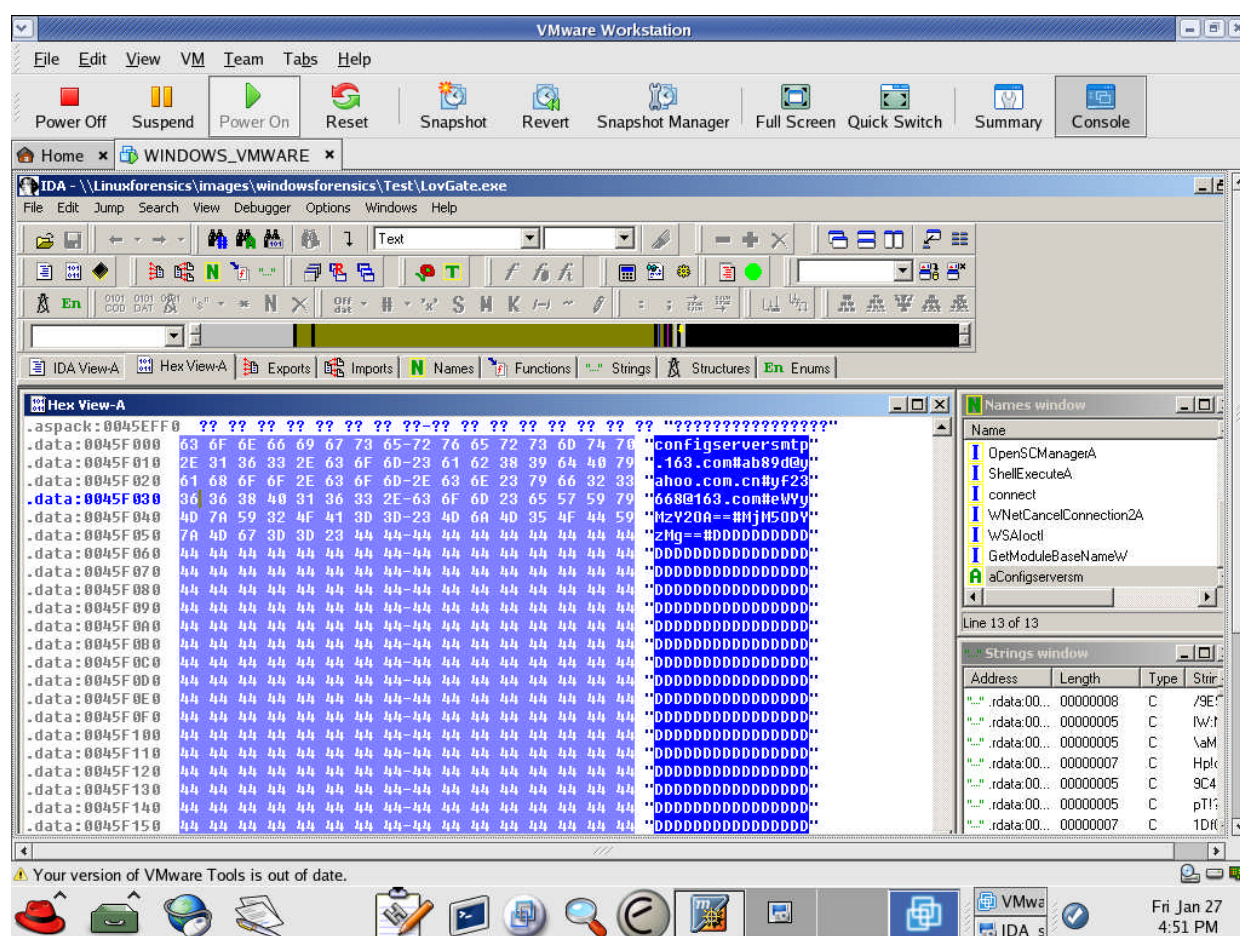 VMware Workstation
File Edit View VM Team Tabs Help
Power Off Suspend Power On Reset Snapshot Revert Snapshot Manager Full Screen Quick Switch Summary Console
Home WINDOWS_VMWARE
IDA - \\Linuxforensics\images\windowsforensics\Test\LovGate.exe
File Edit Jump Search View Debugger Options Windows Help
Text
IDA View-A Hex View-A Exports Imports N Names Functions Strings Structures En Enums
Hex View-A
.aspack:0045EFF0 ?? ?? ?? ?? ?? ?? ?? ??-?? ?? ?? ?? ?? ?? ?? ?? "????????????????"
.data:0045F000 63 6F 6E 66 69 67 73 65-72 76 65 72 73 6D 74 70 "configserversmtp
.data:0045F010 2E 31 36 33 2E 63 6F 6D-23 61 62 38 39 64 40 79 ".163.com#ab89d@y
.data:0045F020 61 68 6F 6F 2E 63 6F 6D-2E 63 6E 23 79 66 32 33 "ahoo.com.cn#yf23
.data:0045F030 36 36 38 40 31 36 33 2E-63 6F 6D 23 65 57 59 79 "668@163.com#eWYy
.data:0045F040 4D 7A 59 32 4F 41 3D 3D-23 4D 6A 4D 35 4F 44 59 "MzY2OA==#MjM5ODY
.data:0045F050 7A 4D 67 3D 3D 23 44 44-44 44 44 44 44 44 44 44 "zMg==#DDDDDDDDDD"
.data:0045F060 44 44 44 44 44 44 44 44-44 44 44 44 44 44 44 44 "DDDDDDDDDDDDDDDD"
.data:0045F070 44 44 44 44 44 44 44 44-44 44 44 44 44 44 44 44 "DDDDDDDDDDDDDDDD"
.data:0045F080 44 44 44 44 44 44 44 44-44 44 44 44 44 44 44 44 "DDDDDDDDDDDDDDDD"
.data:0045F090 44 44 44 44 44 44 44 44-44 44 44 44 44 44 44 44 "DDDDDDDDDDDDDDDD"
.data:0045F0A0 44 44 44 44 44 44 44 44-44 44 44 44 44 44 44 44 "DDDDDDDDDDDDDDDD"
.data:0045F0B0 44 44 44 44 44 44 44 44-44 44 44 44 44 44 44 44 "DDDDDDDDDDDDDDDD"
.data:0045F0C0 44 44 44 44 44 44 44 44-44 44 44 44 44 44 44 44 "DDDDDDDDDDDDDDDD"
.data:0045F0D0 44 44 44 44 44 44 44 44-44 44 44 44 44 44 44 44 "DDDDDDDDDDDDDDDD"
.data:0045F0E0 44 44 44 44 44 44 44 44-44 44 44 44 44 44 44 44 "DDDDDDDDDDDDDDDD"
.data:0045F0F0 44 44 44 44 44 44 44 44-44 44 44 44 44 44 44 44 "DDDDDDDDDDDDDDDD"
.data:0045F100 44 44 44 44 44 44 44 44-44 44 44 44 44 44 44 44 "DDDDDDDDDDDDDDDD"
.data:0045F110 44 44 44 44 44 44 44 44-44 44 44 44 44 44 44 44 "DDDDDDDDDDDDDDDD"
.data:0045F120 44 44 44 44 44 44 44 44-44 44 44 44 44 44 44 44 "DDDDDDDDDDDDDDDD"
.data:0045F130 44 44 44 44 44 44 44 44-44 44 44 44 44 44 44 44 "DDDDDDDDDDDDDDDD"
.data:0045F140 44 44 44 44 44 44 44 44-44 44 44 44 44 44 44 44 "DDDDDDDDDDDDDDDD"
.data:0045F150 44 44 44 44 44 44 44 44-44 44 44 44 44 44 44 44 "DDDDDDDDDDDDDDDD"
Names window
Name
OpenSCManagerA
ShellExecuteA
connect
WNetCancelConnection2A
WSAIoctl
GetModuleBaseNameW
aConfigserversm
Line 13 of 13
Strings window
Address Length Type
.rdata:00... 00000008 C
.rdata:00... 00000005 C
.rdata:00... 00000005 C \aM
.rdata:00... 00000007 C
.rdata:00... 00000005 C 9C4
.rdata:00... 00000005 C
.rdata:00... 00000007 C
Your version of VMware Tools is out of date.
VMwa
IDA_s
Fri Jan 27
4:51 PM